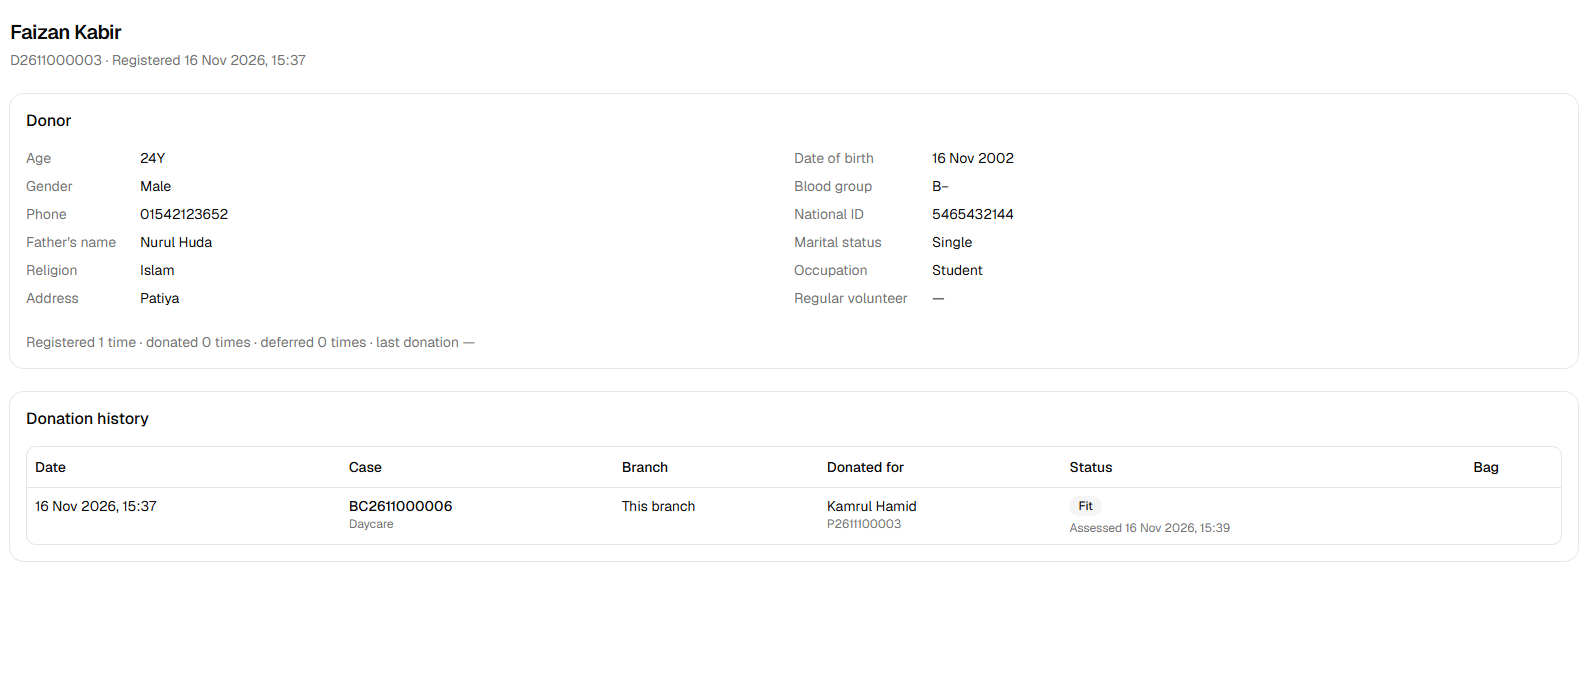 Faizan Kabir
D2611000003 · Registered 16 Nov 2026, 15:37
Donor
Age 24Y Date of birth 16 Nov 2002
Gender Male Blood group B−
Phone 01542123652 National ID 5465432144
Father's name Nurul Huda Marital status Single
Religion Islam Occupation Student
Address Patiya Regular volunteer —
Registered 1 time · donated 0 times · deferred 0 times · last donation —
Donation history
Date Case Branch Donated for Status Bag
16 Nov 2026, 15:37 BC2611000006 This branch Kamrul Hamid Fit
Daycare P2611100003 Assessed 16 Nov 2026, 15:39